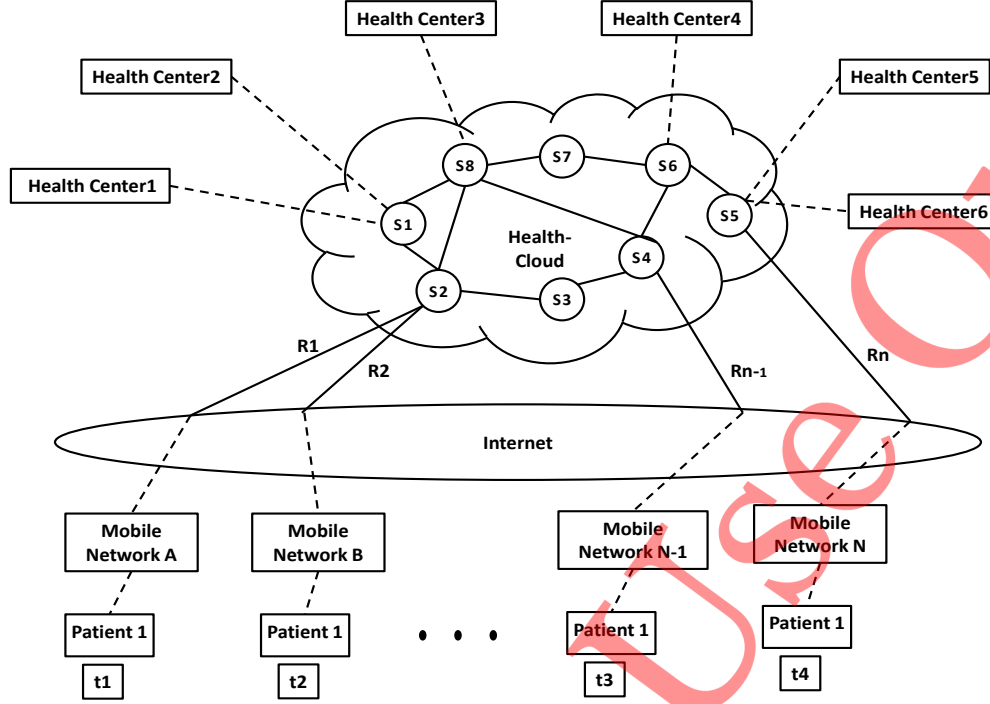 Health Center3
Health Center4
Health Center2
Health Center5
Health Center1
Health Center6
S8
S7
S6
S1
S5
Health-
Cloud
S4
S2
S3
R1
R2
Rn-1
Rn
Internet
Mobile
Network A
Mobile
Network B
Mobile
Network N-1
Mobile
Network N
Patient 1
Patient 1
• • •
Patient 1
Patient 1
t1
t2
t3
t4
Use